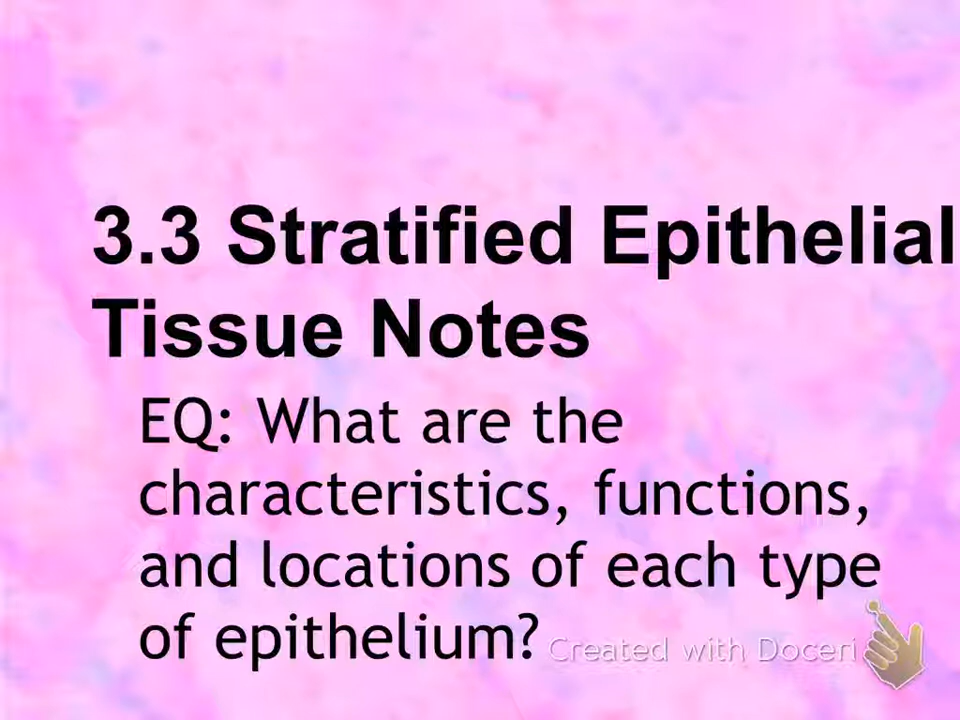 3.3 Stratified Epithelial
Tissue Notes
EQ: What are the
characteristics, functions,
and locations of each type
of epithelium?
Created with Doceri